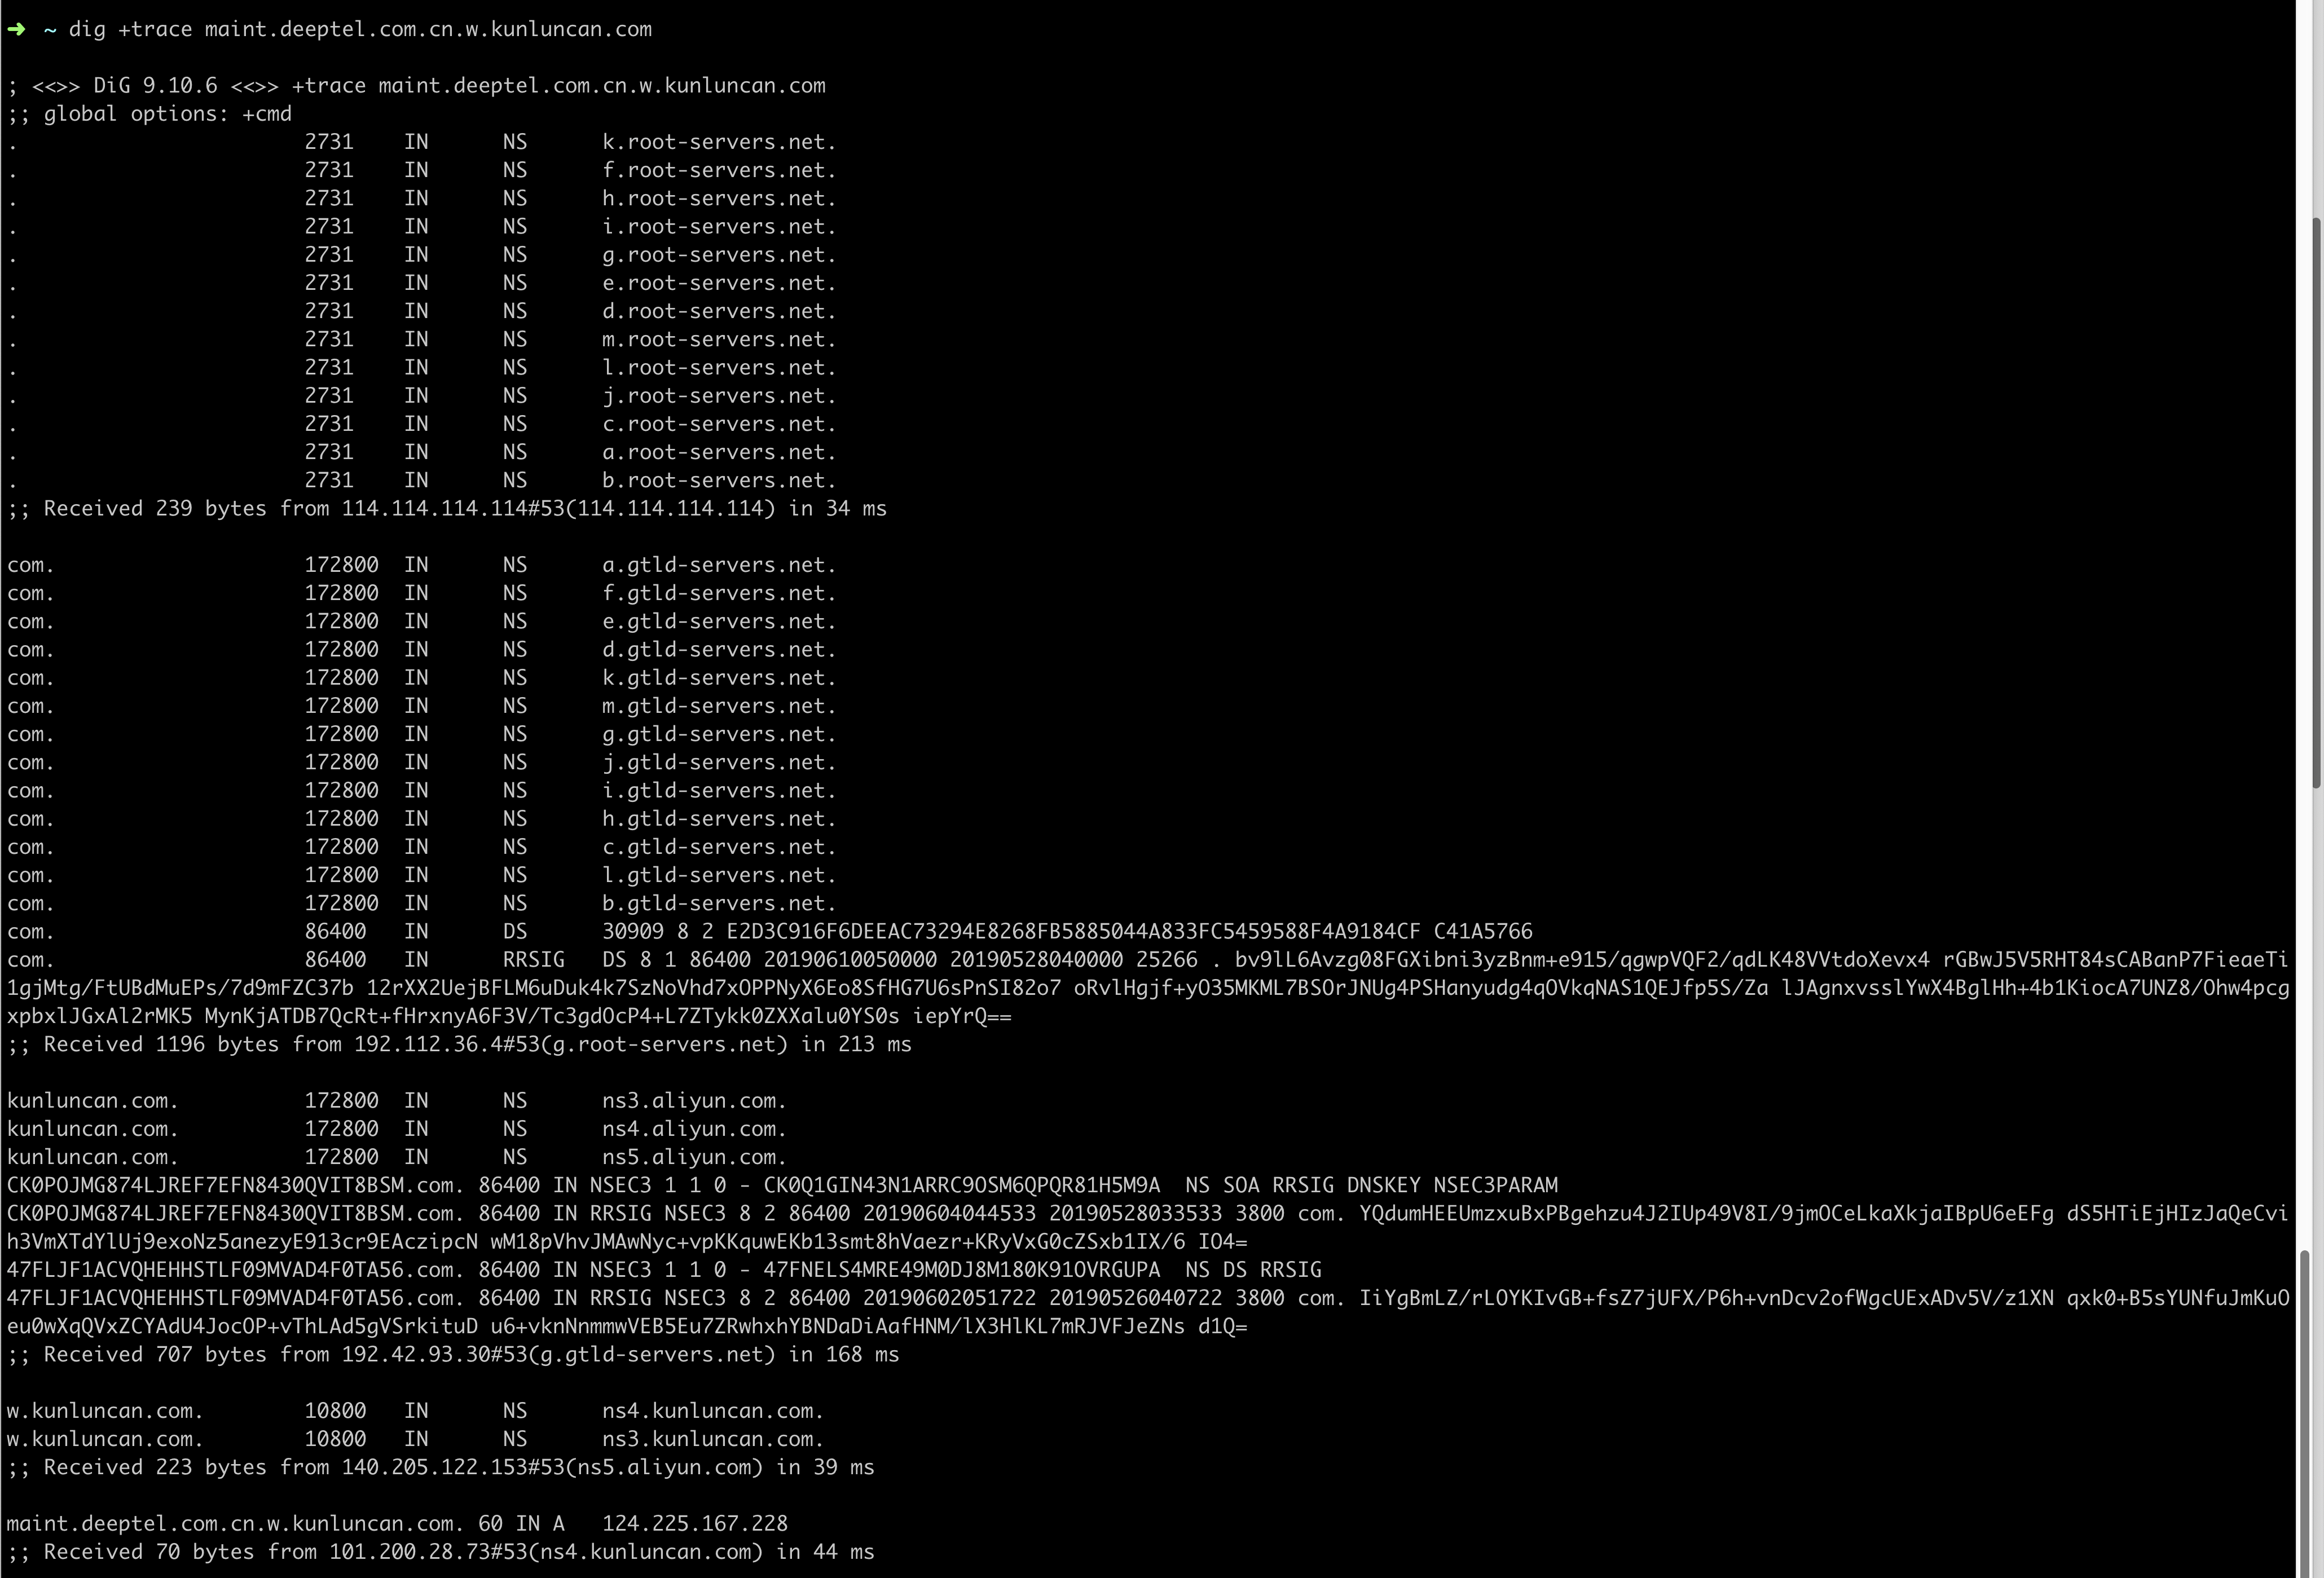 ➜ ~ dig +trace maint.deeptel.com.cn.w.kunluncan.com
; <<>> DiG 9.10.6 <<>> +trace maint.deeptel.com.cn.w.kunluncan.com
;; global options: +cmd
. 2731 IN NS k.root-servers.net.
. 2731 IN NS f.root-servers.net.
. 2731 IN NS h.root-servers.net.
. 2731 IN NS i.root-servers.net.
. 2731 IN NS g.root-servers.net.
. 2731 IN NS e.root-servers.net.
. 2731 IN NS d.root-servers.net.
. 2731 IN NS m.root-servers.net.
. 2731 IN NS l.root-servers.net.
. 2731 IN NS j.root-servers.net.
. 2731 IN NS c.root-servers.net.
. 2731 IN NS a.root-servers.net.
. 2731 IN NS b.root-servers.net.
;; Received 239 bytes from 114.114.114.114#53(114.114.114.114) in 34 ms
com. 172800 IN NS a.gtld-servers.net.
com. 172800 IN NS f.gtld-servers.net.
com. 172800 IN NS e.gtld-servers.net.
com. 172800 IN NS d.gtld-servers.net.
com. 172800 IN NS k.gtld-servers.net.
com. 172800 IN NS m.gtld-servers.net.
com. 172800 IN NS g.gtld-servers.net.
com. 172800 IN NS j.gtld-servers.net.
com. 172800 IN NS i.gtld-servers.net.
com. 172800 IN NS h.gtld-servers.net.
com. 172800 IN NS c.gtld-servers.net.
com. 172800 IN NS l.gtld-servers.net.
com. 172800 IN NS b.gtld-servers.net.
com. 86400 IN DS 30909 8 2 E2D3C916F6DEEAC73294E8268FB5885044A833FC5459588F4A9184CF C41A5766
com. 86400 IN RRSIG DS 8 1 86400 20190610050000 20190528040000 25266 . bv9lL6Avzg08FGXibni3yzBnm+e915/qgwpVQF2/qdLK48VVtdoXevx4 rGBwJ5V5RHT84sCABanP7FieaeTi
1gjMtg/FtUBdMuEPs/7d9mFZC37b 12rXX2UejBFLM6uDuk4k7SzNoVhd7xOPPNyX6Eo8SfHG7U6sPnSI82o7 oRvlHgjf+yO35MKML7BSOrJNUg4PSHanyudg4qOVkqNAS1QEJfp5S/Za lJAgnxvsslYwX4BglHh+4b1KiocA7UNZ8/Ohw4pcg
xpbxlJGxAl2rMK5 MynKjATDB7QcRt+fHrxnyA6F3V/Tc3gdOcP4+L7ZTykk0ZXXalu0YS0s iepYrQ==
;; Received 1196 bytes from 192.112.36.4#53(g.root-servers.net) in 213 ms
kunluncan.com. 172800 IN NS ns3.aliyun.com.
kunluncan.com. 172800 IN NS ns4.aliyun.com.
kunluncan.com. 172800 IN NS ns5.aliyun.com.
CK0POJMG874LJREF7EFN8430QVIT8BSM.com. 86400 IN NSEC3 1 1 0 - CK0Q1GIN43N1ARRC9OSM6QPQR81H5M9A NS SOA RRSIG DNSKEY NSEC3PARAM
CK0POJMG874LJREF7EFN8430QVIT8BSM.com. 86400 IN RRSIG NSEC3 8 2 86400 20190604044533 20190528033533 3800 com. YQdumHEEUmzxuBxPBgehzu4J2IUp49V8I/9jmOCeLkaXkjaIBpU6eEFg dS5HTiEjHIzJaQeCvi
h3VmXTdYlUj9exoNz5anezyE913cr9EAczipcN wM18pVhvJMAwNyc+vpKKquwEKb13smt8hVaezr+KRyVxG0cZSxb1IX/6 IO4=
47FLJF1ACVQHEHHSTLF09MVAD4F0TA56.com. 86400 IN NSEC3 1 1 0 - 47FNELS4MRE49M0DJ8M180K91OVRGUPA NS DS RRSIG
47FLJF1ACVQHEHHSTLF09MVAD4F0TA56.com. 86400 IN RRSIG NSEC3 8 2 86400 20190602051722 20190526040722 3800 com. IiYgBmLZ/rLOYKIvGB+fsZ7jUFX/P6h+vnDcv2ofWgcUExADv5V/z1XN qxk0+B5sYUNfuJmKuO
eu0wXqQVxZCYAdU4JocOP+vThLAd5gVSrkituD u6+vknNnmmwVEB5Eu7ZRwhxhYBNDaDiAafHNM/lX3HlKL7mRJVFJeZNs d1Q=
;; Received 707 bytes from 192.42.93.30#53(g.gtld-servers.net) in 168 ms
w.kunluncan.com. 10800 IN NS ns4.kunluncan.com.
w.kunluncan.com. 10800 IN NS ns3.kunluncan.com.
;; Received 223 bytes from 140.205.122.153#53(ns5.aliyun.com) in 39 ms
maint.deeptel.com.cn.w.kunluncan.com. 60 IN A 124.225.167.228
;; Received 70 bytes from 101.200.28.73#53(ns4.kunluncan.com) in 44 ms